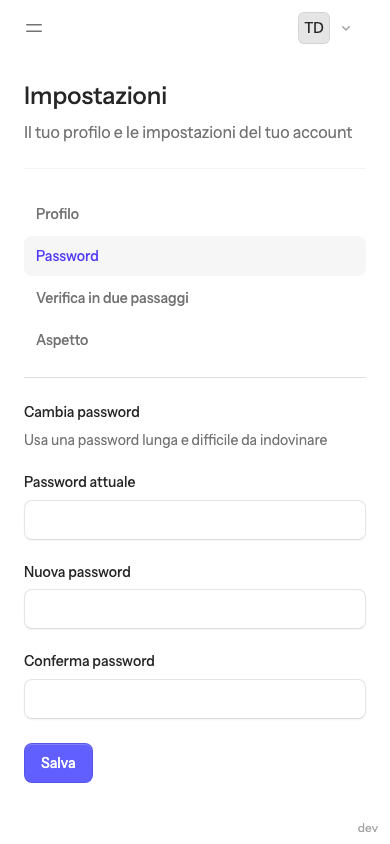 TD
Impostazioni
Il tuo profilo e le impostazioni del tuo account
Profilo
Password
Verifica in due passaggi
Aspetto
Cambia password
Usa una password lunga e difficile da indovinare
Password attuale
Nuova password
Conferma password
Salva
dev